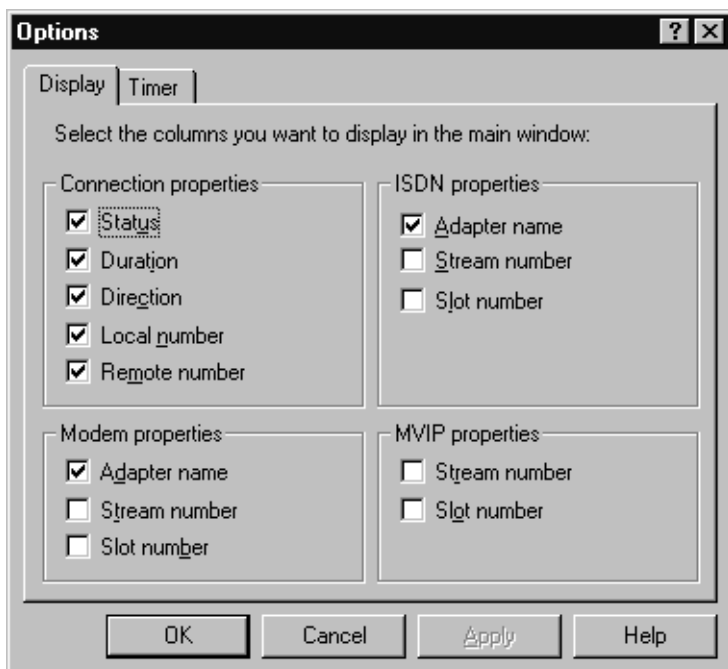 Options
Display
Timer
Select the columns you want to display in the main window:
Connection properties
Status
Duration
Direction
Local number
Remote number
ISDN properties
Adapter name
Stream number
Slot number
Modem properties
Adapter name
Stream number
Slot number
MVIP properties
Stream number
Slot number
OK
Cancel
Apply
Help